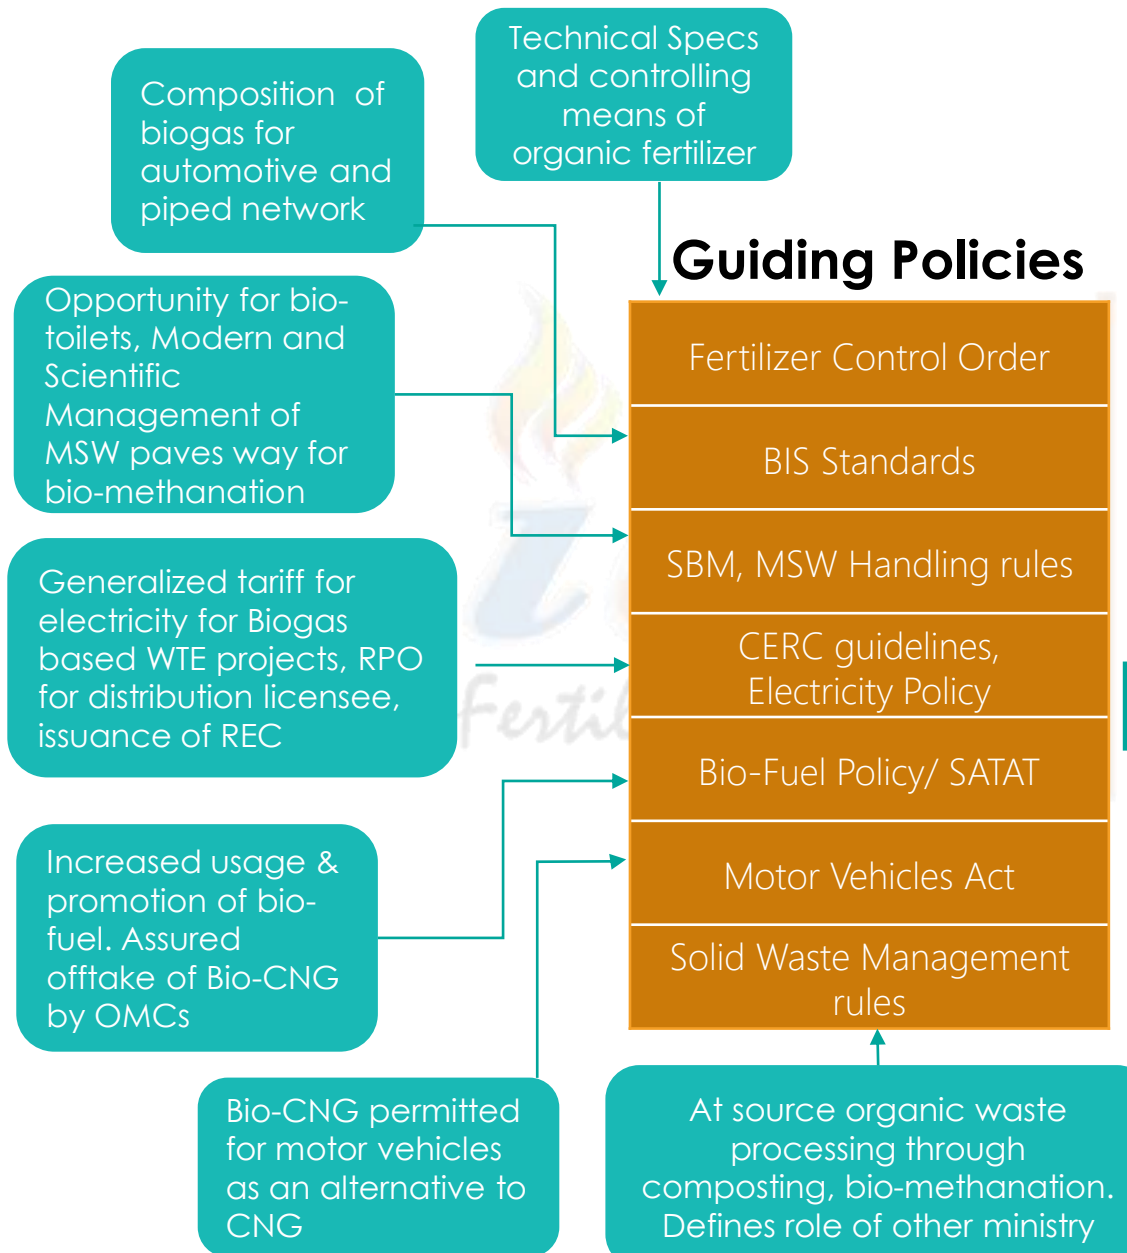 Technical Specs
and controlling
means of
organic fertilizer
Composition of
biogas for
automotive and
piped network
Guiding Policies
Opportunity for bio-
toilets, Modern and
Scientific
Management of
MSW paves way for
bio-methanation
Generalized tariff for
electricity for Biogas
based WTE projects, RPO
for distribution licensee,
issuance of REC
Increased usage &
promotion of bio-
fuel. Assured
offtake of Bio-CNG
by OMCs
Bio-CNG permitted
for motor vehicles
as an alternative to
CNG
Fertilizer Control Order
BIS Standards
SBM, MSW Handling rules
CERC guidelines,
Electricity Policy
Bio-Fuel Policy/ SATAT
Motor Vehicles Act
Solid Waste Management
rules
At source organic waste
processing through
composting, bio-methanation.
Defines role of other ministry